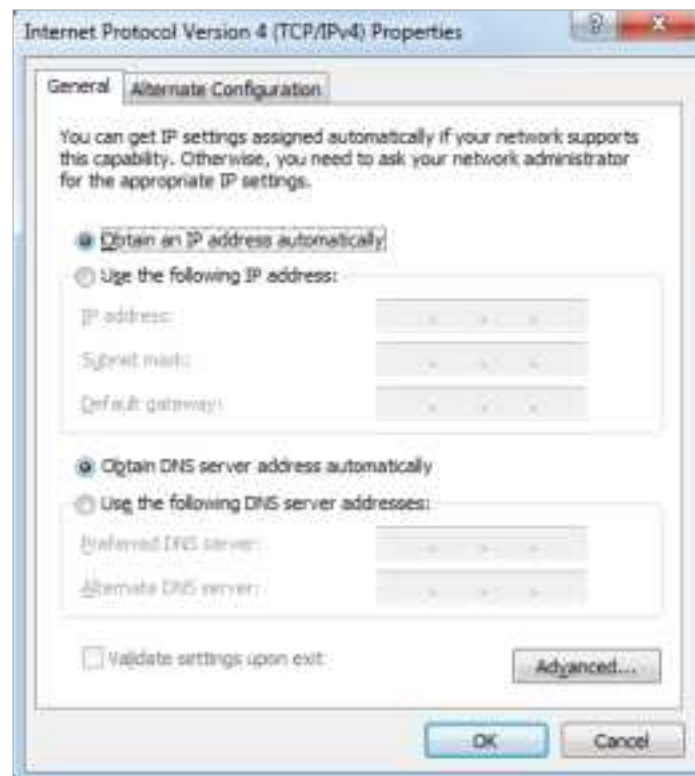 Internet Protocol Version 4 (TCP/IPv4) Properties
General
Alternate Configuration
You can get IP settings assigned automatically if your network supports
this capability. Otherwise, you need to ask your network administrator
for the appropriate IP settings.
Obtain an IP address automatically
Use the following IP address:
IP address:
Subnet mask:
Default gateway:
Obtain DNS server address automatically
Use the following DNS server addresses:
Preferred DNS server:
Alternate DNS server:
Validate settings upon exit
Advanced...
OK
Cancel